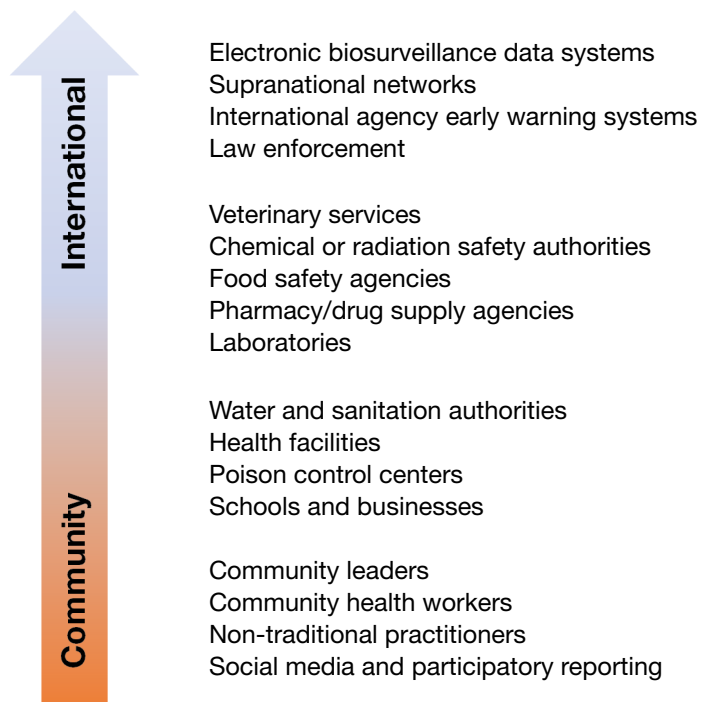 International
Community
Electronic biosurveillance data systems
Supranational networks
International agency early warning systems
Law enforcement
Veterinary services
Chemical or radiation safety authorities
Food safety agencies
Pharmacy/drug supply agencies
Laboratories
Water and sanitation authorities
Health facilities
Poison control centers
Schools and businesses
Community leaders
Community health workers
Non-traditional practitioners
Social media and participatory reporting